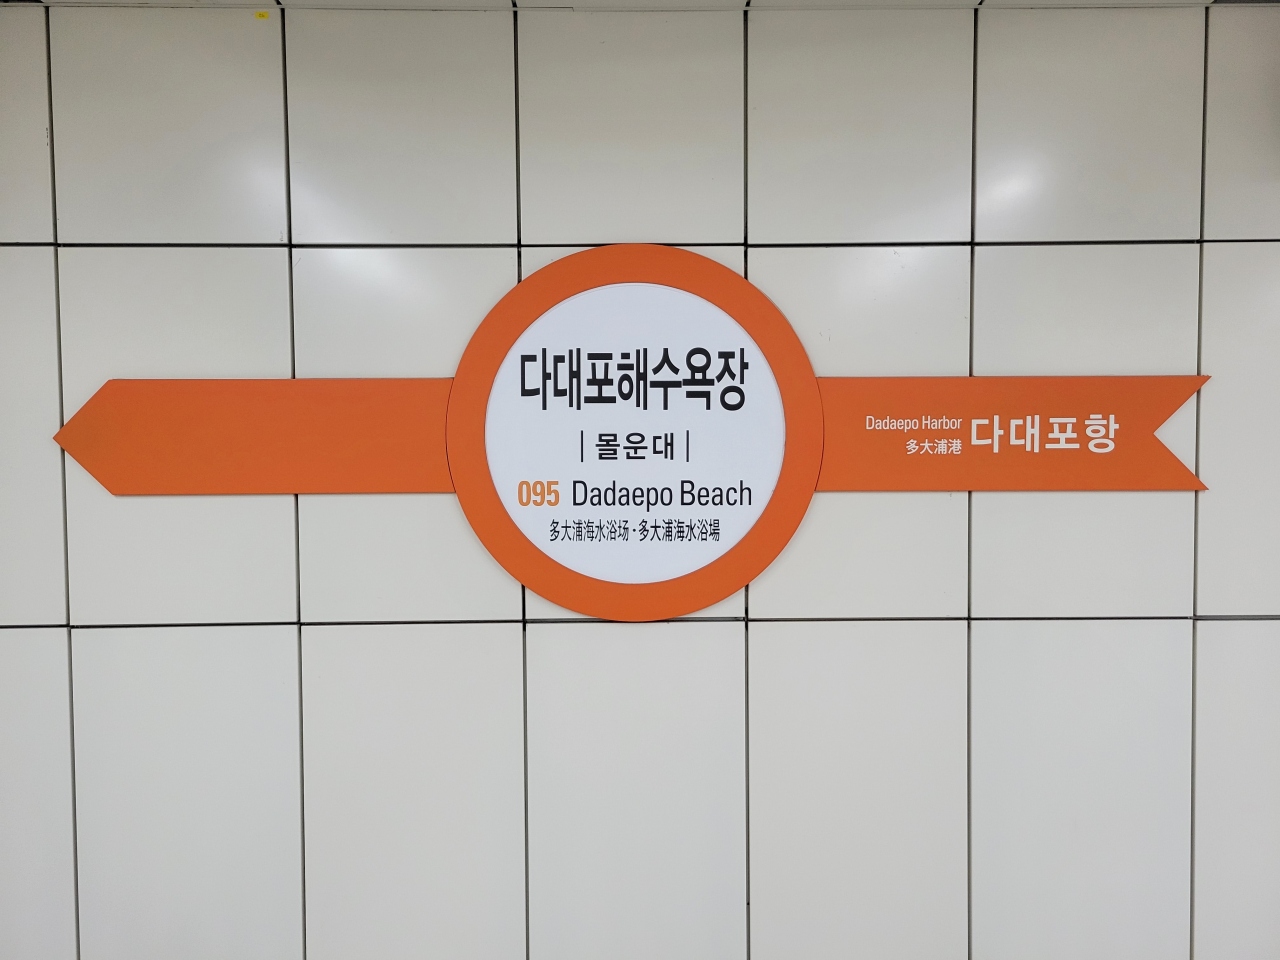 다대포해수욕장
|몰운대|
095 Dadaepo Beach
多大浦海水浴场·多大浦海水浴場
Dadaepo Harbor
多大浦港
다대포항